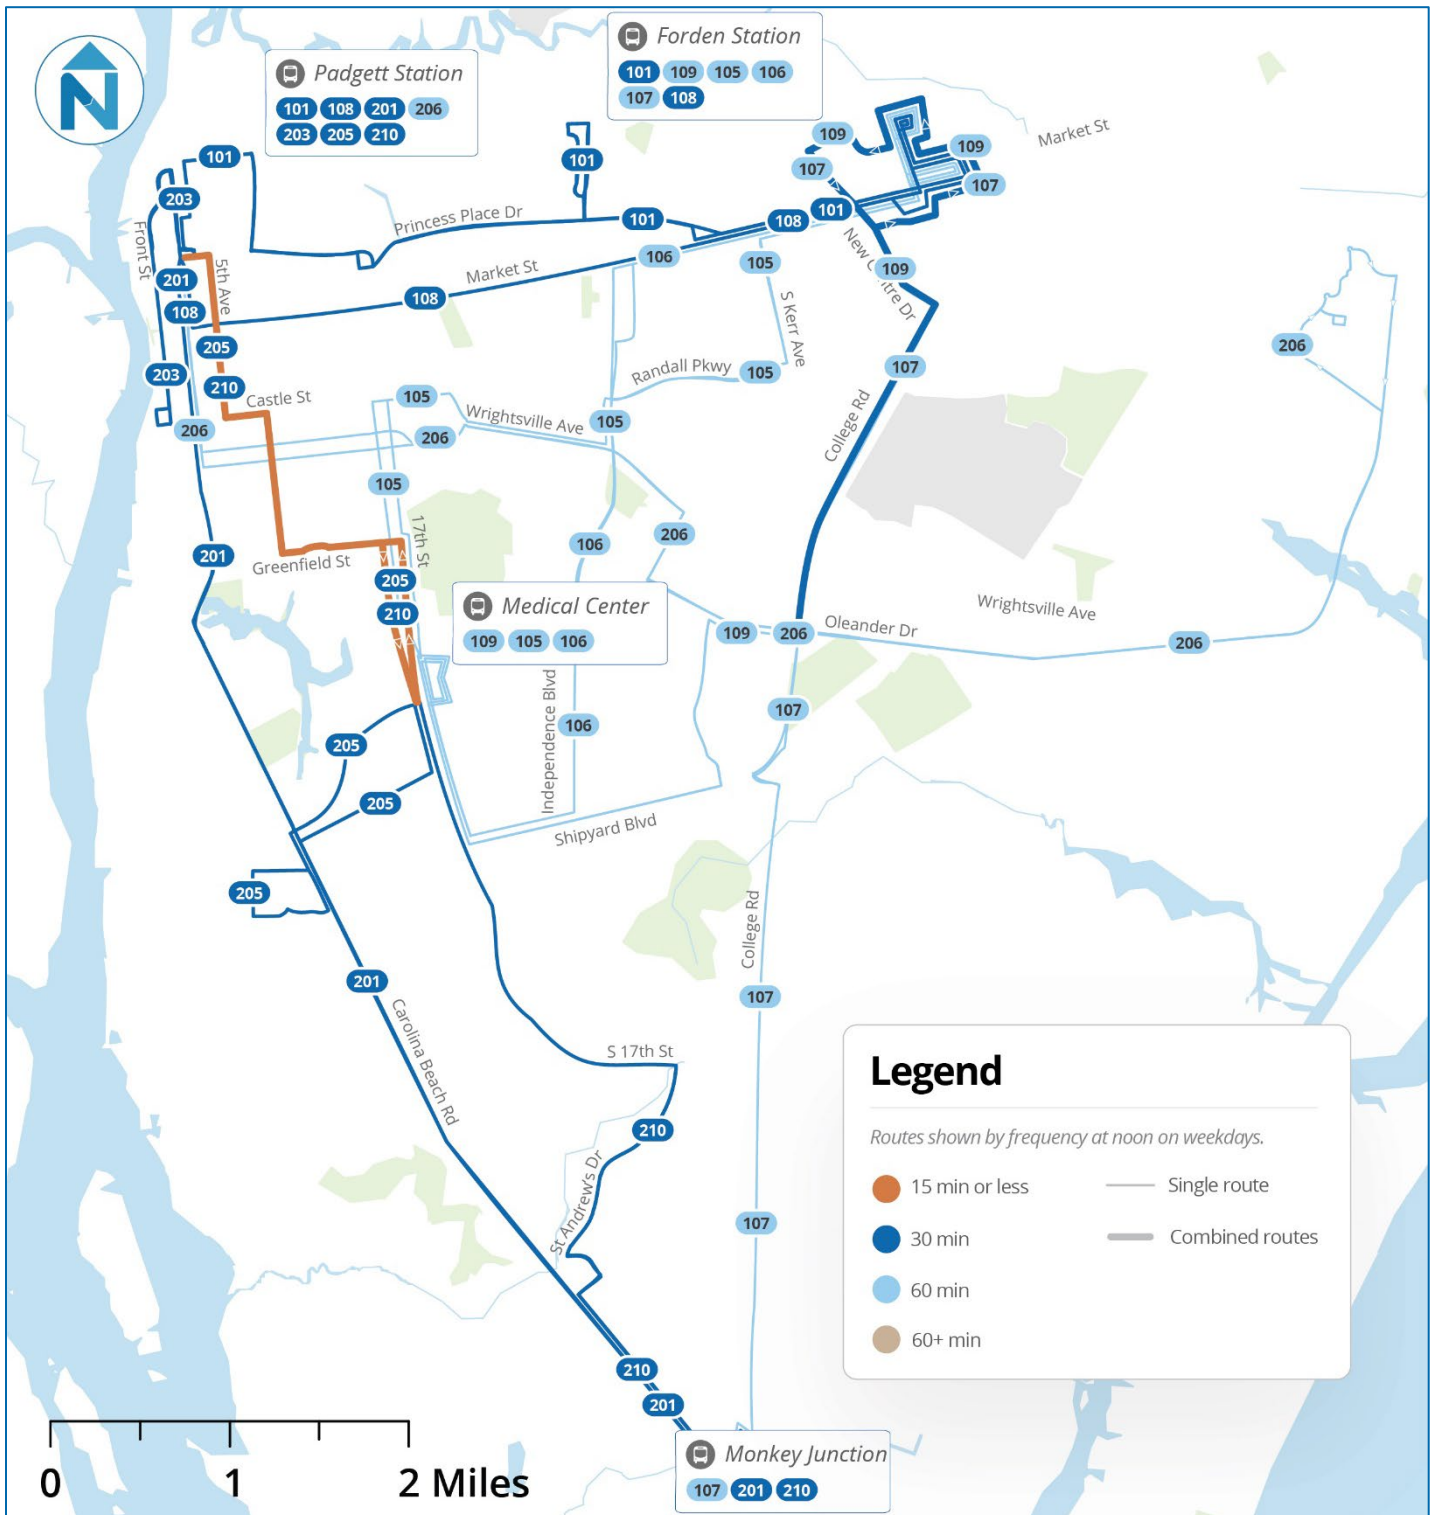 N
Padgett Station
101 108 201 206
203 205 210
Forden Station
101 109 105 106
107 108
109
Market St
101
101
109
107
107
203
Princess Place Dr
101
108
101
Front St
New Centre Dr
106
105
109
Market St
5th Ave
201
108
108
S Kerr Ave
205
206
203
210
Randall Pkwy
105
107
Castle St
105
Wrightsville Ave
105
College Rd
206
206
105
17th St
201
106
206
Greenfield St
205
210
Medical Center
109 105 106
Wrightsville Ave
109
206
Oleander Dr
206
107
Independence Blvd
106
205
205
Shipyard Blvd
205
College Rd
201
107
Carolina Beach Rd
S 17th St
210
St Andrew's Dr
107
Legend
Routes shown by frequency at noon on weekdays.
15 min or less
Single route
30 min
Combined routes
60 min
60+ min
210
201
0 1 2 Miles
Monkey Junction
107 201 210